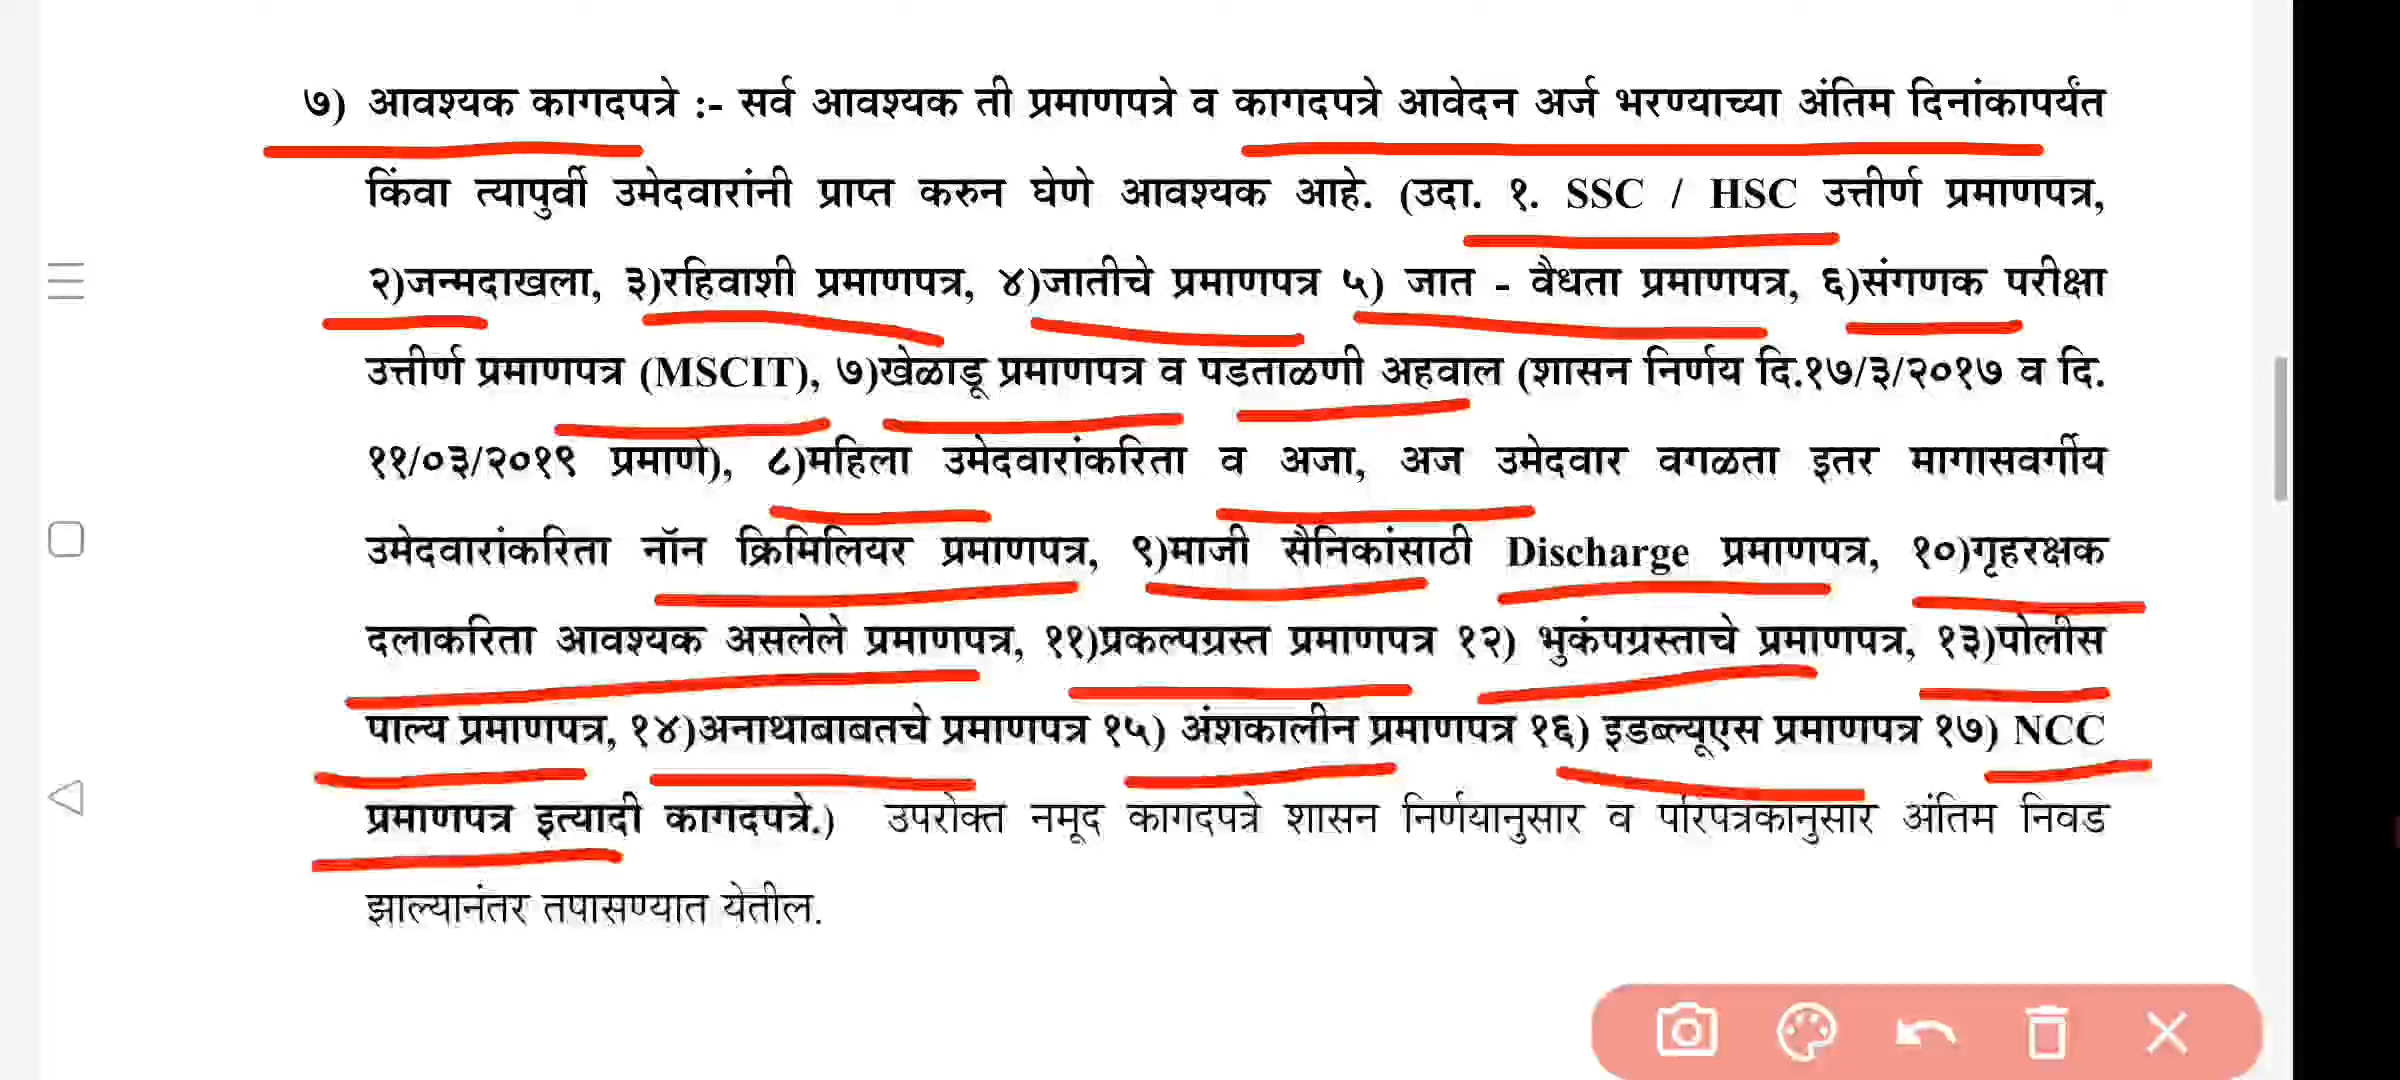 ७) आवश्यक कागदपत्रे :- सर्व आवश्यक ती प्रमाणपत्रे व कागदपत्रे आवेदन अर्ज भरण्याच्या अंतिम दिनांकापर्यंत
किंवा त्यापुर्वी उमेदवारांनी प्राप्त करुन घेणे आवश्यक आहे. (उदा. १. SSC / HSC उत्तीर्ण प्रमाणपत्र,
२)जन्मदाखला, ३)रहिवाशी प्रमाणपत्र, ४)जातीचे प्रमाणपत्र ५) जात - वैधता प्रमाणपत्र, ६)संगणक परीक्षा
उत्तीर्ण प्रमाणपत्र (MSCIT), ७)खेळाडू प्रमाणपत्र व पडताळणी अहवाल (शासन निर्णय दि.१७/३/२०१७ व दि.
११/०३/२०१९ प्रमाणे), ८)महिला उमेदवारांकरिता व अजा, अज उमेदवार वगळता इतर मागासवर्गीय
उमेदवारांकरिता नॉन क्रिमिलियर प्रमाणपत्र, ९)माजी सैनिकांसाठी Discharge प्रमाणपत्र, १०)गृहरक्षक
दलाकरिता आवश्यक असलेले प्रमाणपत्र, ११)प्रकल्पग्रस्त प्रमाणपत्र १२) भुकंपग्रस्ताचे प्रमाणपत्र, १३)पोलीस
पाल्य प्रमाणपत्र, १४)अनाथाबाबतचे प्रमाणपत्र १५) अंशकालीन प्रमाणपत्र १६) इडब्ल्यूएस प्रमाणपत्र १७) NCC
प्रमाणपत्र इत्यादी कागदपत्रे.) उपरोक्त नमूद कागदपत्रे शासन निर्णयानुसार व परिपत्रकानुसार अंतिम निवड
झाल्यानंतर तपासण्यात येतील.